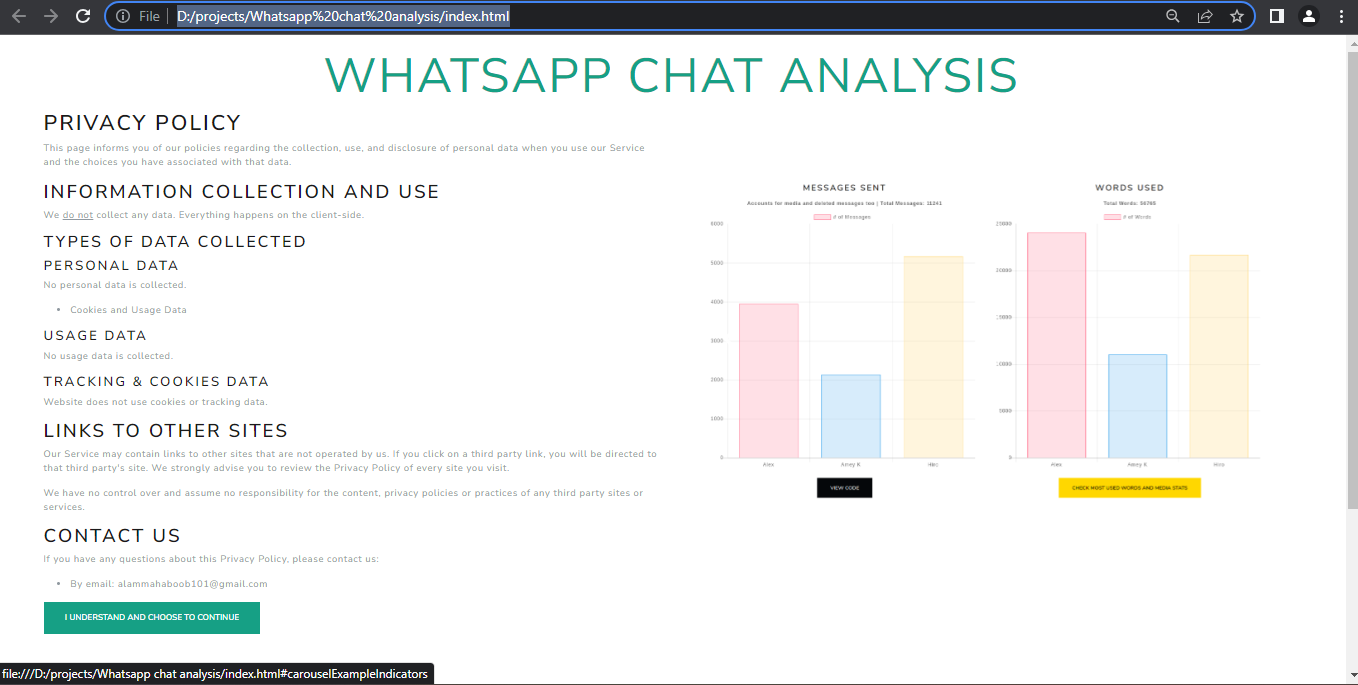 File
D:/projects/Whatsapp%20chat%20analysis/index.html
WHATSAPP CHAT ANALYSIS
PRIVACY POLICY
This page informs you of our policies regarding the collection, use, and disclosure of personal data when you use our Service
and the choices you have associated with that data.
INFORMATION COLLECTION AND USE
We do not collect any data. Everything happens on the client-side.
TYPES OF DATA COLLECTED
PERSONAL DATA
No personal data is collected.
• Cookies and Usage Data
USAGE DATA
No usage data is collected.
TRACKING & COOKIES DATA
Website does not use cookies or tracking data.
LINKS TO OTHER SITES
Our Service may contain links to other sites that are not operated by us. If you click on a third party link, you will be directed to
that third party's site. We strongly advise you to review the Privacy Policy of every site you visit.
We have no control over and assume no responsibility for the content, privacy policies or practices of any third party sites or
services.
CONTACT US
If you have any questions about this Privacy Policy, please contact us:
• By email: alammahaboob101@gmail.com
I UNDERSTAND AND CHOOSE TO CONTINUE
MESSAGES SENT
Accounts for media and deleted messages too | Total Messages: 11241
# of Messages
6000
5000
4000
3000
2000
1000
0
Alex
VIEW CODE
WORDS USED
Total Words: 56765
# of Words
25000
20000
15000
10000
5000
0
Alex
CHECK MOST USED WORDS AND MEDIA STATS
file:///D:/projects/Whatsapp chat analysis/index.html#carouselExampleIndicators